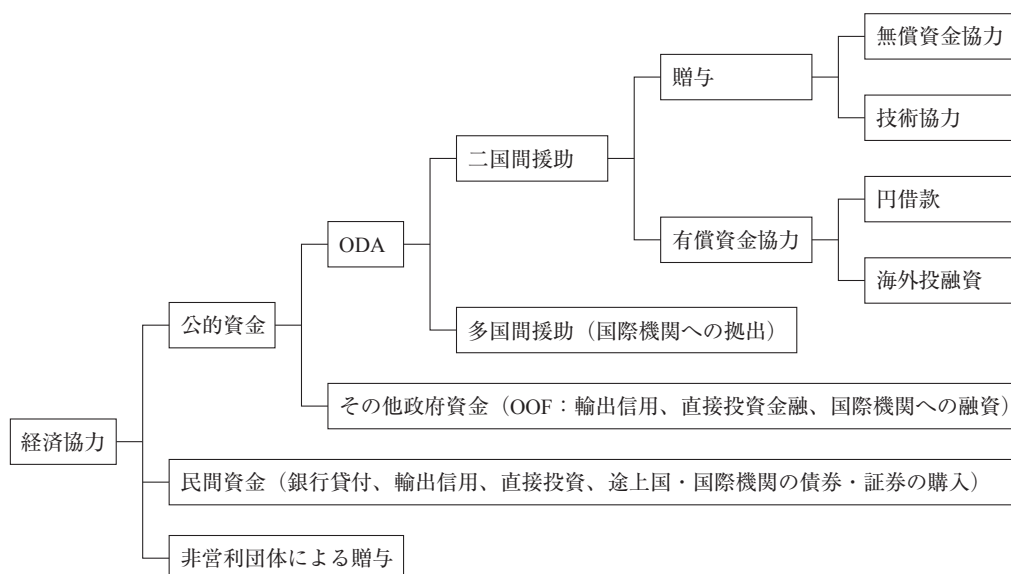 無償資金協力
贈与
技術協力
二国間援助
円借款
ODA
有償資金協力
海外投融資
公的資金
多国間援助（国際機関への拠出）
その他政府資金（OOF：輸出信用、直接投資金融、国際機関への融資）
経済協力
民間資金（銀行貸付、輸出信用、直接投資、途上国・国際機関の債券・証券の購入）
非営利団体による贈与